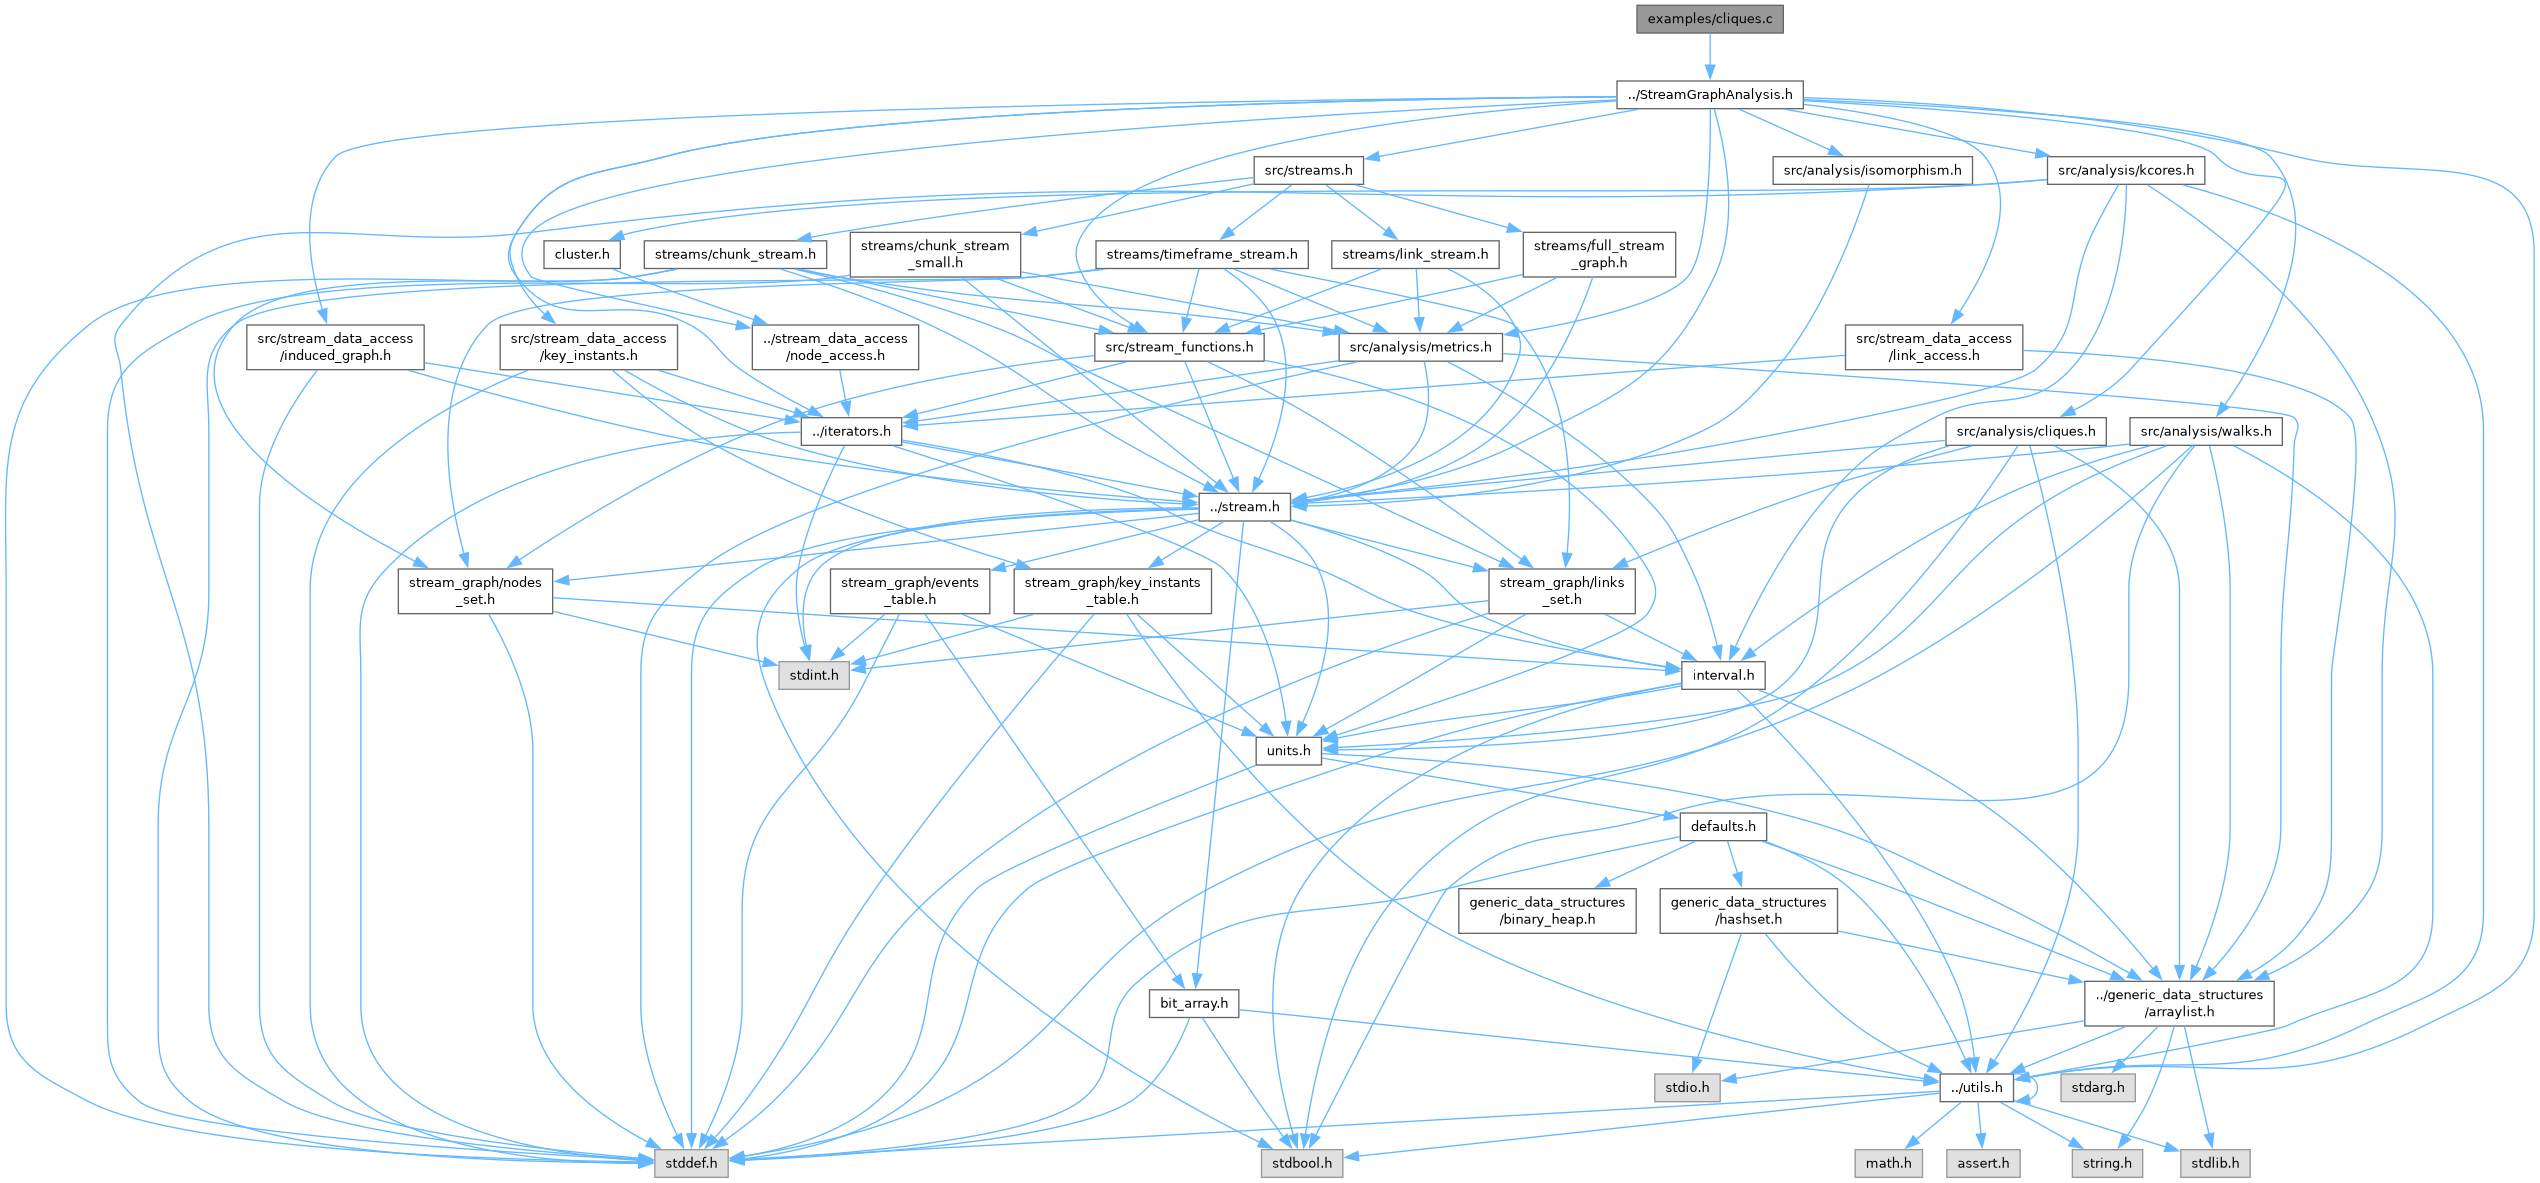 examples/cliques.c
../StreamGraphAnalysis.h
src/streams.h
src/analysis/isomorphism.h
src/analysis/kcores.h
cluster.h
streams/chunk_stream.h
streams/chunk_stream
_small.h
streams/timeframe_stream.h
streams/link_stream.h
streams/full_stream
_graph.h
src/stream_data_access
/induced_graph.h
src/stream_data_access
/key_instants.h
../stream_data_access
/node_access.h
src/stream_functions.h
src/analysis/metrics.h
src/stream_data_access
/link_access.h
../iterators.h
src/analysis/cliques.h
src/analysis/walks.h
../stream.h
stream_graph/nodes
_set.h
stream_graph/events
_table.h
stream_graph/key_instants
_table.h
stream_graph/links
_set.h
stdint.h
interval.h
units.h
defaults.h
generic_data_structures
/binary_heap.h
generic_data_structures
/hashset.h
bit_array.h
../generic_data_structures
/arraylist.h
stdio.h
../utils.h
stdarg.h
stddef.h
stdbool.h
math.h
assert.h
string.h
stdlib.h